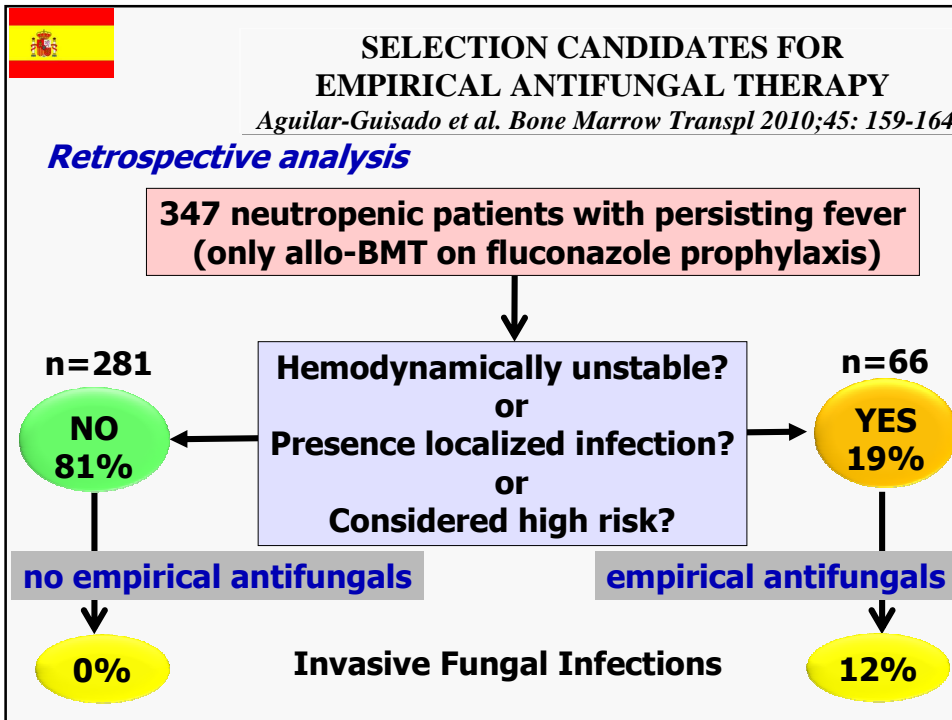 SELECTION CANDIDATES FOR
EMPIRICAL ANTIFUNGAL THERAPY
Aguilar-Guisado et al. Bone Marrow Transpl 2010;45: 159-164
Retrospective analysis
347 neutropenic patients with persisting fever
(only allo-BMT on fluconazole prophylaxis)
n=281
NO
81%
Hemodynamically unstable?
or
Presence localized infection?
or
Considered high risk?
n=66
YES
19%
no empirical antifungals
empirical antifungals
0%
Invasive Fungal Infections
12%